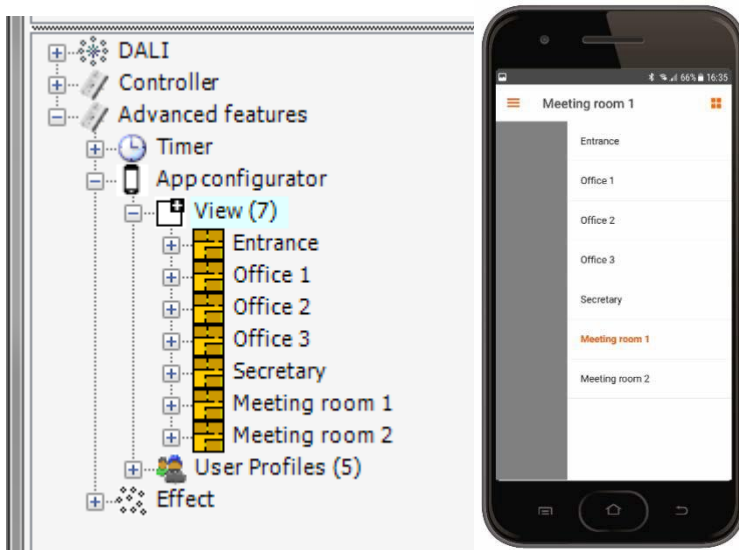 DALI
Controller
Advanced features
Timer
App configurator
View (7)
Entrance
Office 1
Office 2
Office 3
Secretary
Meeting room 1
Meeting room 2
User Profiles (5)
Effect
66% 16:35
Meeting room 1
Entrance
Office 1
Office 2
Office 3
Secretary
Meeting room 1
Meeting room 2